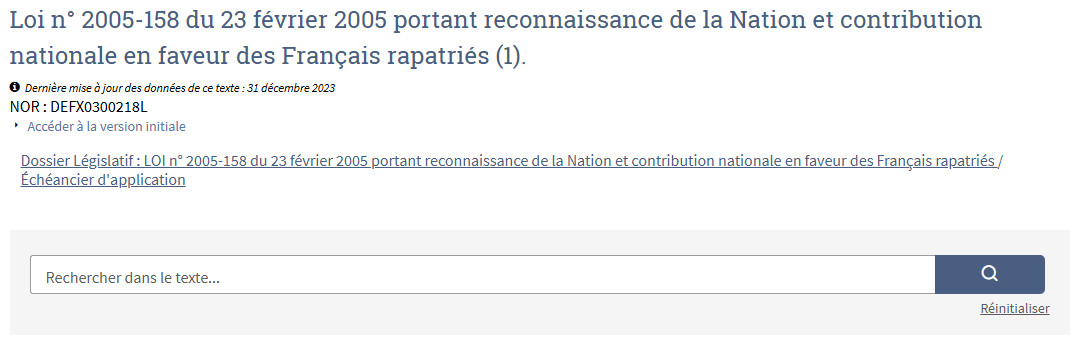 Loi n° 2005-158 du 23 février 2005 portant reconnaissance de la Nation et contribution
nationale en faveur des Français rapatriés (1).
Dernière mise à jour des données de ce texte : 31 décembre 2023
NOR : DEFX0300218L
Accéder à la version initiale
Dossier Législatif : LOI n° 2005-158 du 23 février 2005 portant reconnaissance de la Nation et contribution nationale en faveur des Français rapatriés /
Échéancier d'application
Rechercher dans le texte...
Réinitialiser